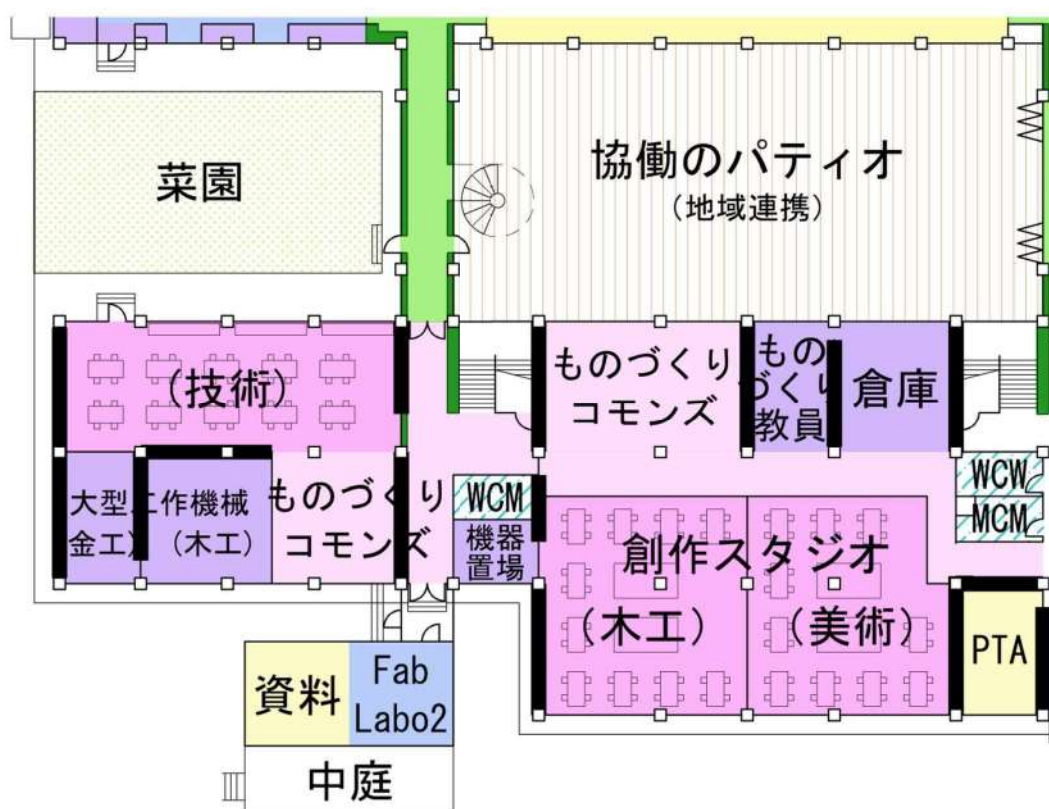 菜園
協働のパティオ
（地域連携）
（技術）
ものづくり
コモンズ
もの
づくり
教員
倉庫
大型工作機械
（金工）
（木工）
ものづくり
コモンズ
WCM
機器
置場
WCW
MCM
創作スタジオ
（木工）
（美術）
PTA
資料
Fab
Labo2
中庭